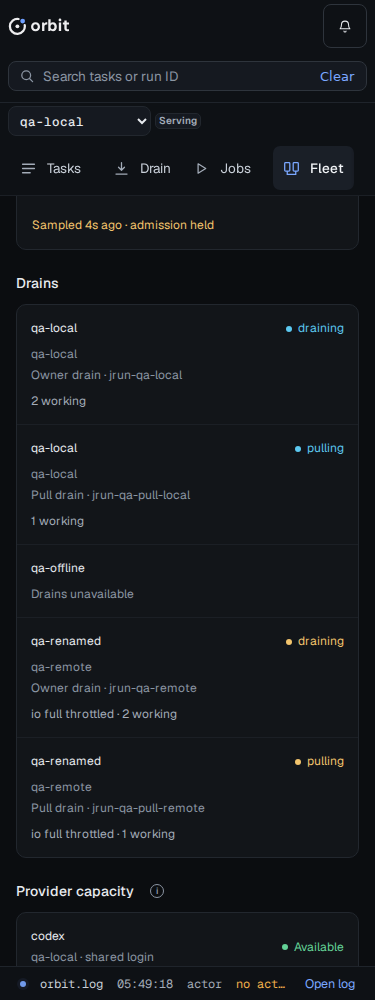 orbit
Search tasks or run ID Clear
qa-local Serving
Tasks Drain Jobs Fleet
Sampled 4s ago · admission held
Drains
qa-local draining
qa-local
Owner drain · jrun-qa-local
2 working
qa-local pulling
qa-local
Pull drain · jrun-qa-pull-local
1 working
qa-offline
Drains unavailable
qa-renamed draining
qa-remote
Owner drain · jrun-qa-remote
io full throttled · 2 working
qa-renamed pulling
qa-remote
Pull drain · jrun-qa-pull-remote
io full throttled · 1 working
Provider capacity i
codex Available
qa-local · shared login
orbit.log 05:49:18 actor no act… Open log